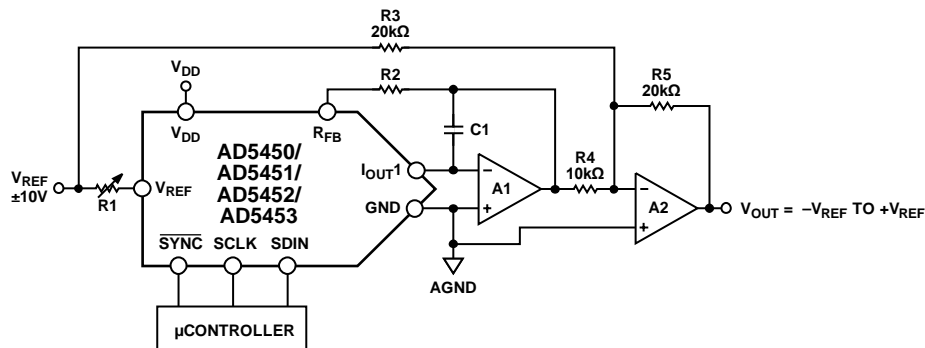 R3
20kΩ
VDD
R2
R5
20kΩ
VDD
RFB
C1
AD5450/
AD5451/
AD5452/
AD5453
IOUT1
R4
10kΩ
VREF
±10V
R1
VREF
A1
–
+
GND
A2
–
+
VOUT = –VREF TO +VREF
SYNC SCLK SDIN
AGND
µCONTROLLER